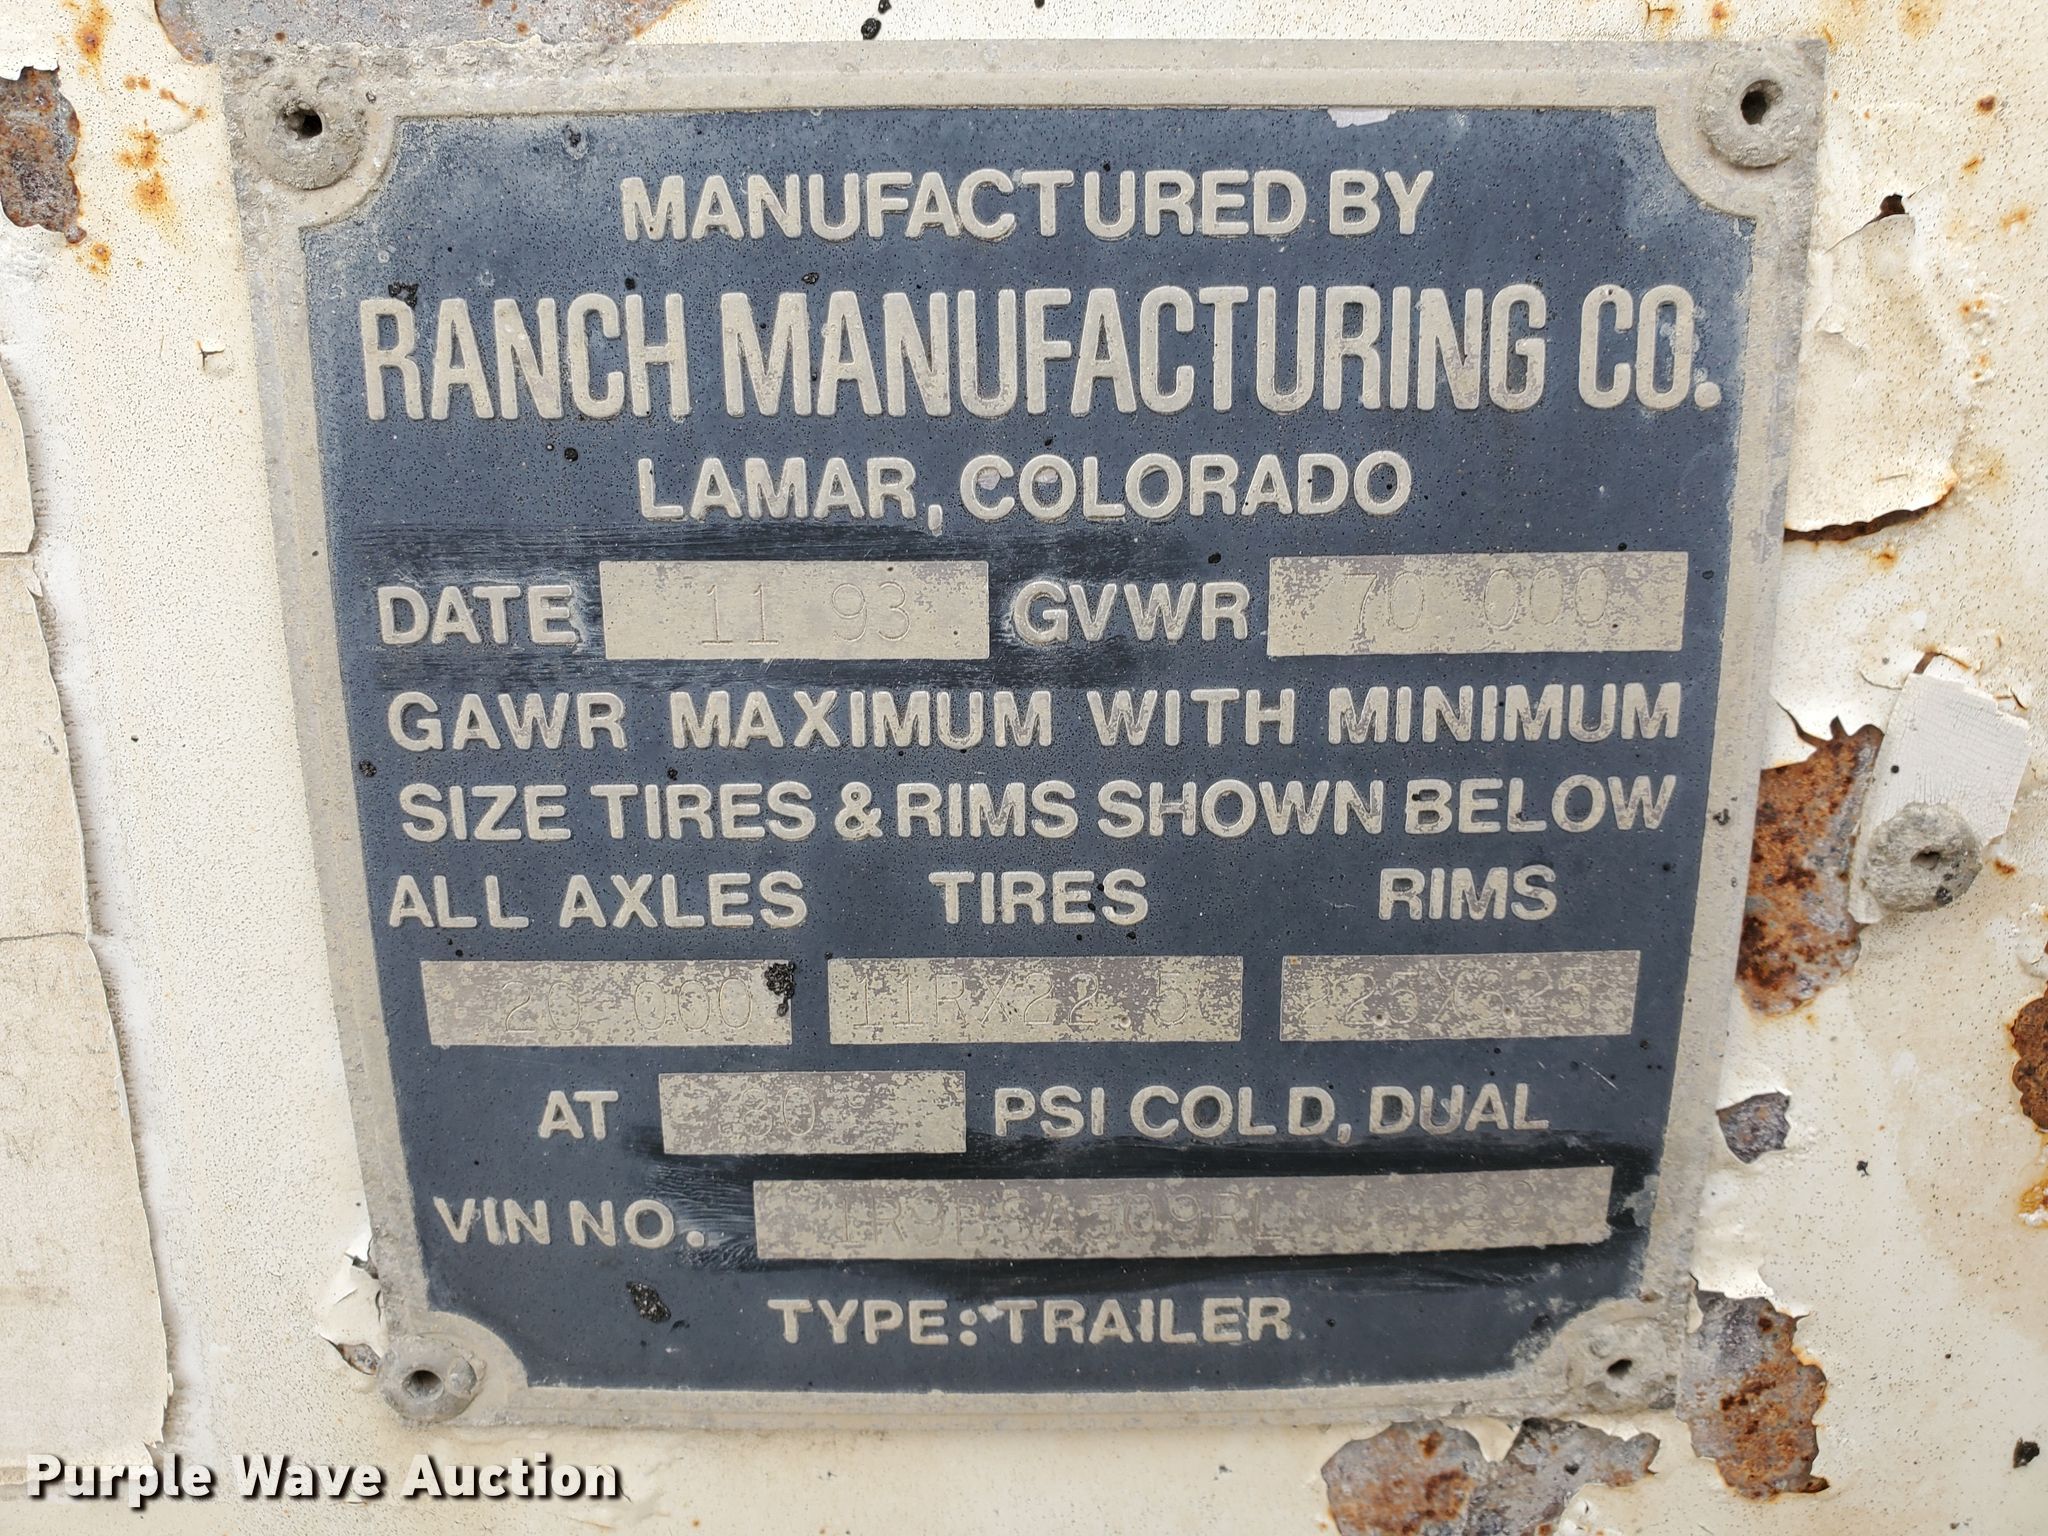 MANUFACTURED BY
RANCH MANUFACTURING CO.
LAMAR, COLORADO
DATE 11 93 GVWR 70 000
GAWR MAXIMUM WITH MINIMUM
SIZE TIRES & RIMS SHOWN BELOW
ALL AXLES TIRES RIMS
20 000 11RX22.5
AT PSI COLD, DUAL
VIN NO.
TYPE: TRAILER
Purple Wave Auction